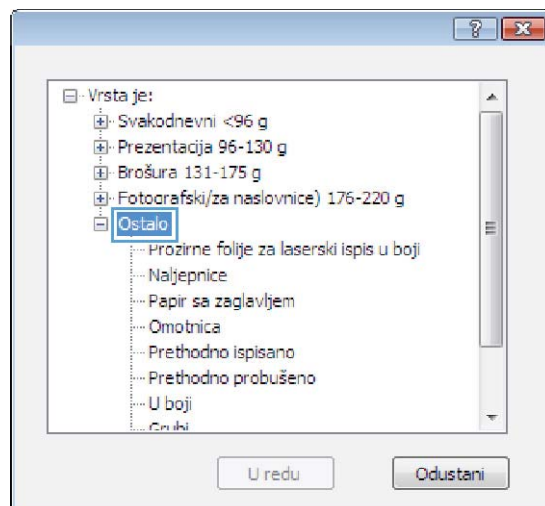 Vrsta je:
Svakodnevni <96 g
Prezentacija 96-130 g
Brošura 131-175 g
Fotografski/za naslovnice) 176-220 g
Ostalo
Prozirne folije za laserski ispis u boji
Naljepnice
Papir sa zaglavljem
Omotnica
Prethodno ispisano
Prethodno probušeno
U boji
Grubi
U redu
Odustani